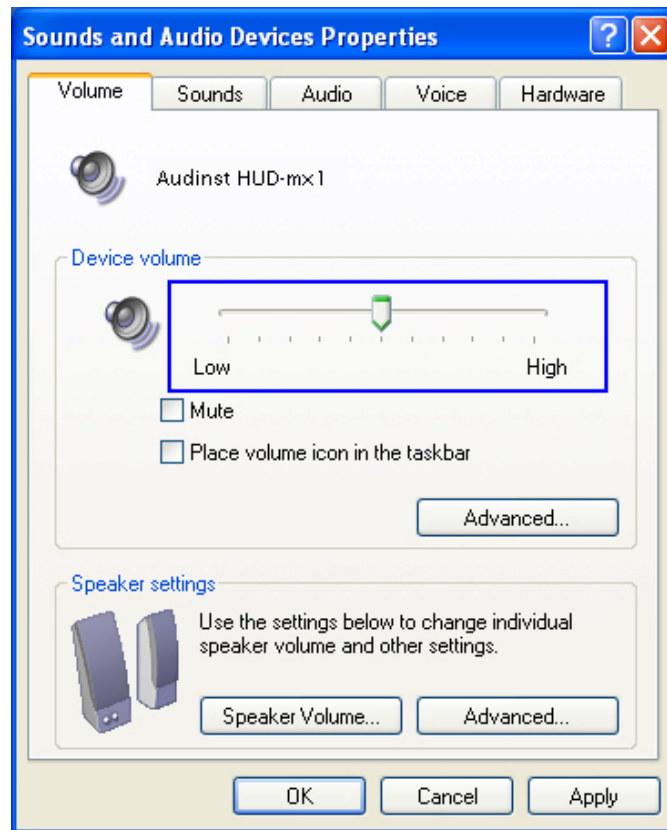 Sounds and Audio Devices Properties
?
Volume Sounds Audio Voice Hardware
Audinst HUD-mx1
Device volume
Low High
Mute
Place volume icon in the taskbar
Advanced...
Speaker settings
Use the settings below to change individual
speaker volume and other settings.
Speaker Volume... Advanced...
OK Cancel Apply